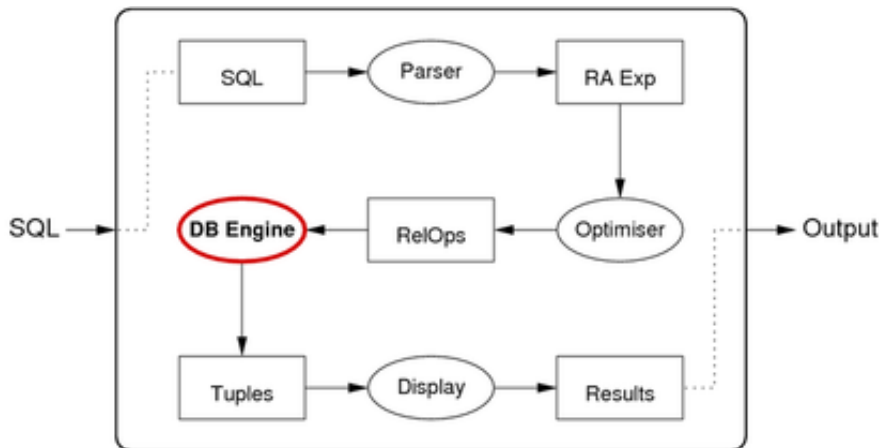 SQL
Parser
RA Exp
SQL
DB Engine
RelOps
Optimiser
Output
Tuples
Display
Results